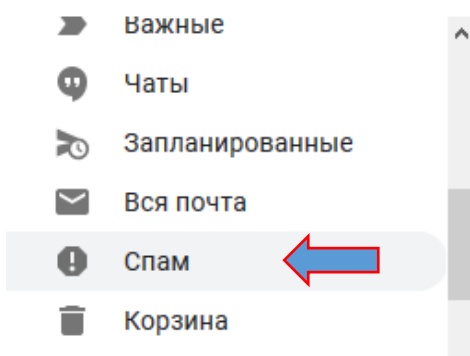 Важные
Чаты
Запланированные
Вся почта
Спам
Корзина